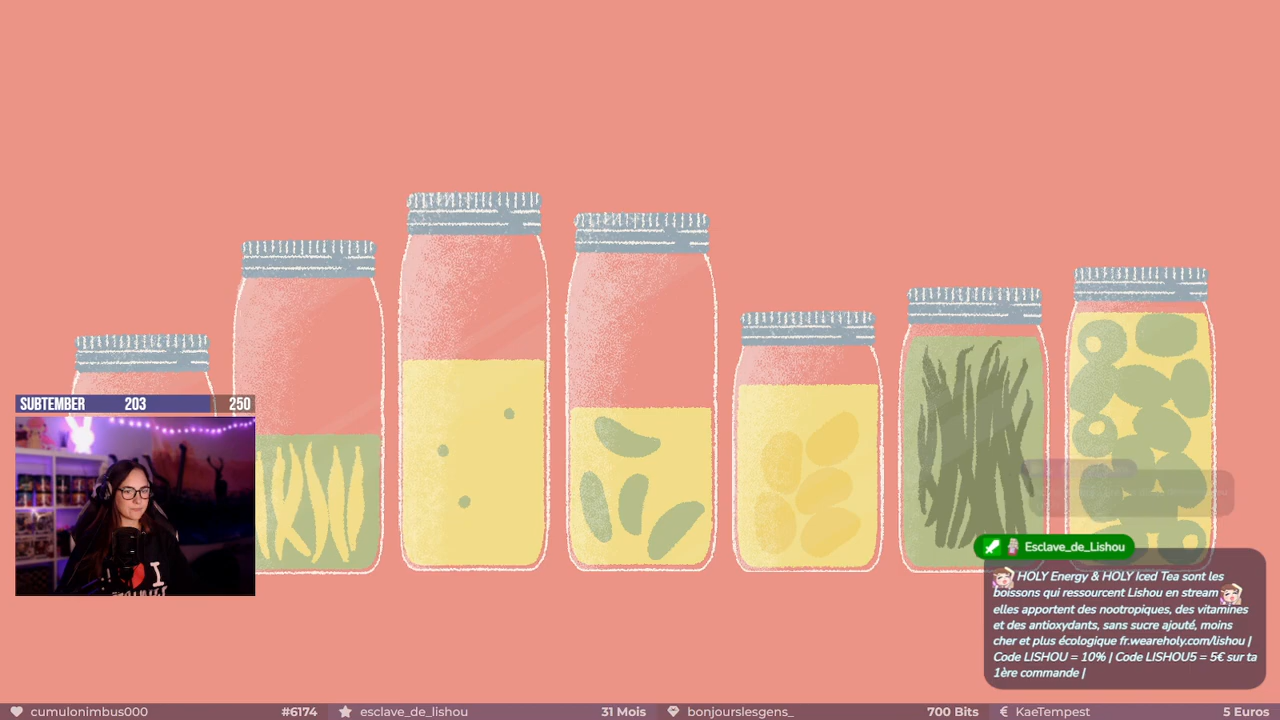 SUBTEMBER 203 250
I
Esclave_de_Lishou
HOLY Energy & HOLY Iced Tea sont les
boissons qui ressourcent Lishou en stream
elles apportent des nootropiques, des vitamines
et des antioxydants, sans sucre ajouté, moins
cher et plus écologique fr.weareholy.com/lishou |
Code LISHOU = 10% | Code LISHOU5 = 5€ sur ta
1ère commande |
cumulonimbus000 #6174 esclave_de_lishou 31 Mois bonjourslesgens_ 700 Bits € KaeTempest 5 Euros